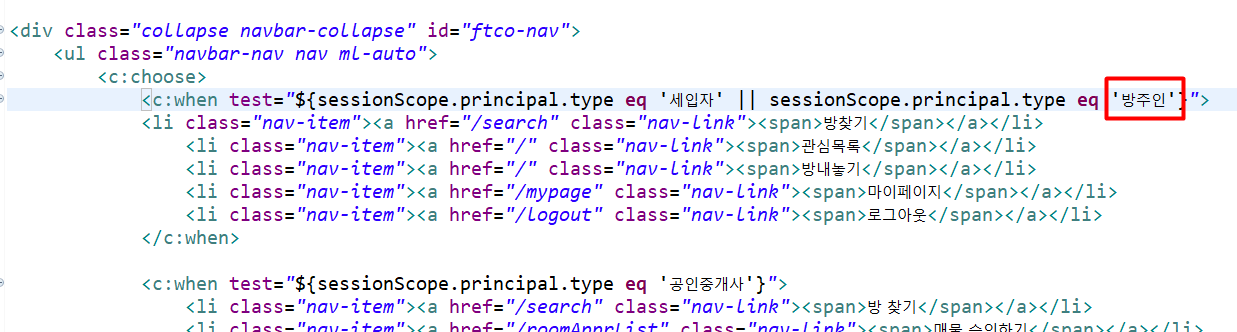 <div class="collapse navbar-collapse" id="ftco-nav">
<ul class="navbar-nav nav ml-auto">
<c:choose>
<c:when test="${sessionScope.principal.type eq '세입자' || sessionScope.principal.type eq '방주인'}">
<li class="nav-item"><a href="/search" class="nav-link"><span>방찾기</span></a></li>
<li class="nav-item"><a href="/" class="nav-link"><span>관심목록</span></a></li>
<li class="nav-item"><a href="/" class="nav-link"><span>방내놓기</span></a></li>
<li class="nav-item"><a href="/mypage" class="nav-link"><span>마이페이지</span></a></li>
<li class="nav-item"><a href="/logout" class="nav-link"><span>로그아웃</span></a></li>
</c:when>
<c:when test="${sessionScope.principal.type eq '공인중개사'}">
<li class="nav-item"><a href="/search" class="nav-link"><span>방 찾기</span></a></li>
<li class="nav-item"><a href="/roomApprList" class="nav-link"><span>매물 승인하기</span></a></li>